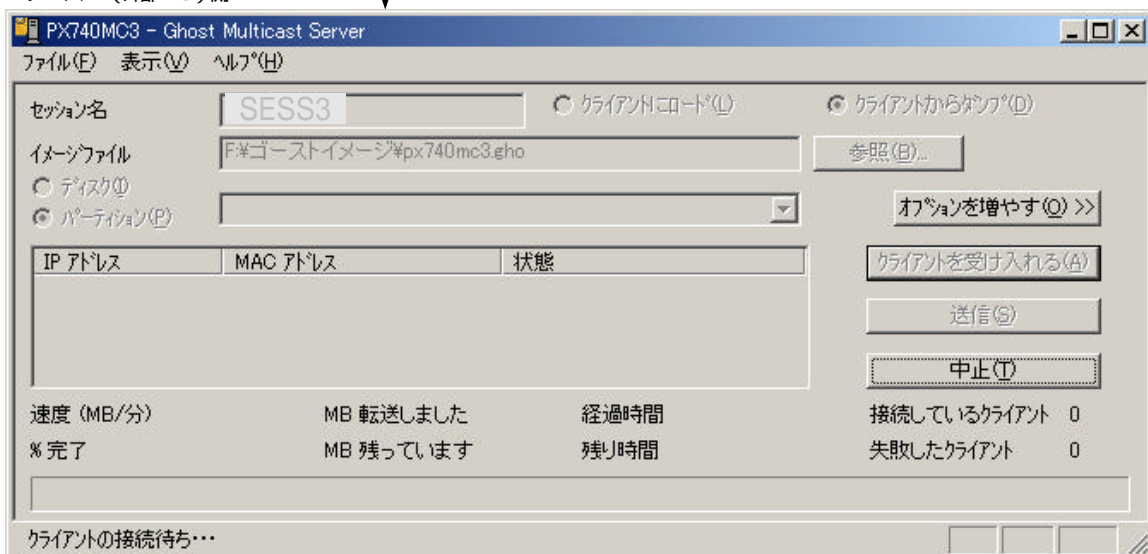 PX740MC3 - Ghost Multicast Server
ファイル(F) 表示(V) ヘルプ(H)
セッション名 SESS3 クライアントにロード(L) クライアントからダンプ(D)
イメージファイル F:¥ゴーストイメージ¥px740mc3.gho 参照(B)...
ディスク(I)
パーティション(P) オプションを増やす(O) >>
IP アドレス MAC アドレス 状態 クライアントを受け入れる(A)
送信(S)
中止(T)
速度 (MB/分) MB 転送しました 経過時間 接続しているクライアント 0
% 完了 MB 残っています 残り時間 失敗したクライアント 0
クライアントの接続待ち・・・